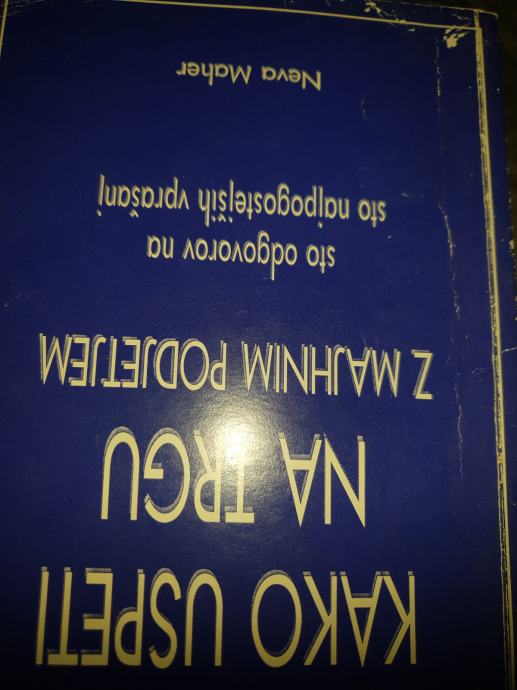 KAKO USPETI
NA TRGU
Z MAJHNIM PODJETJEM
sto odgovorov na
sto najpogostejših vprašanj
Neva Maher